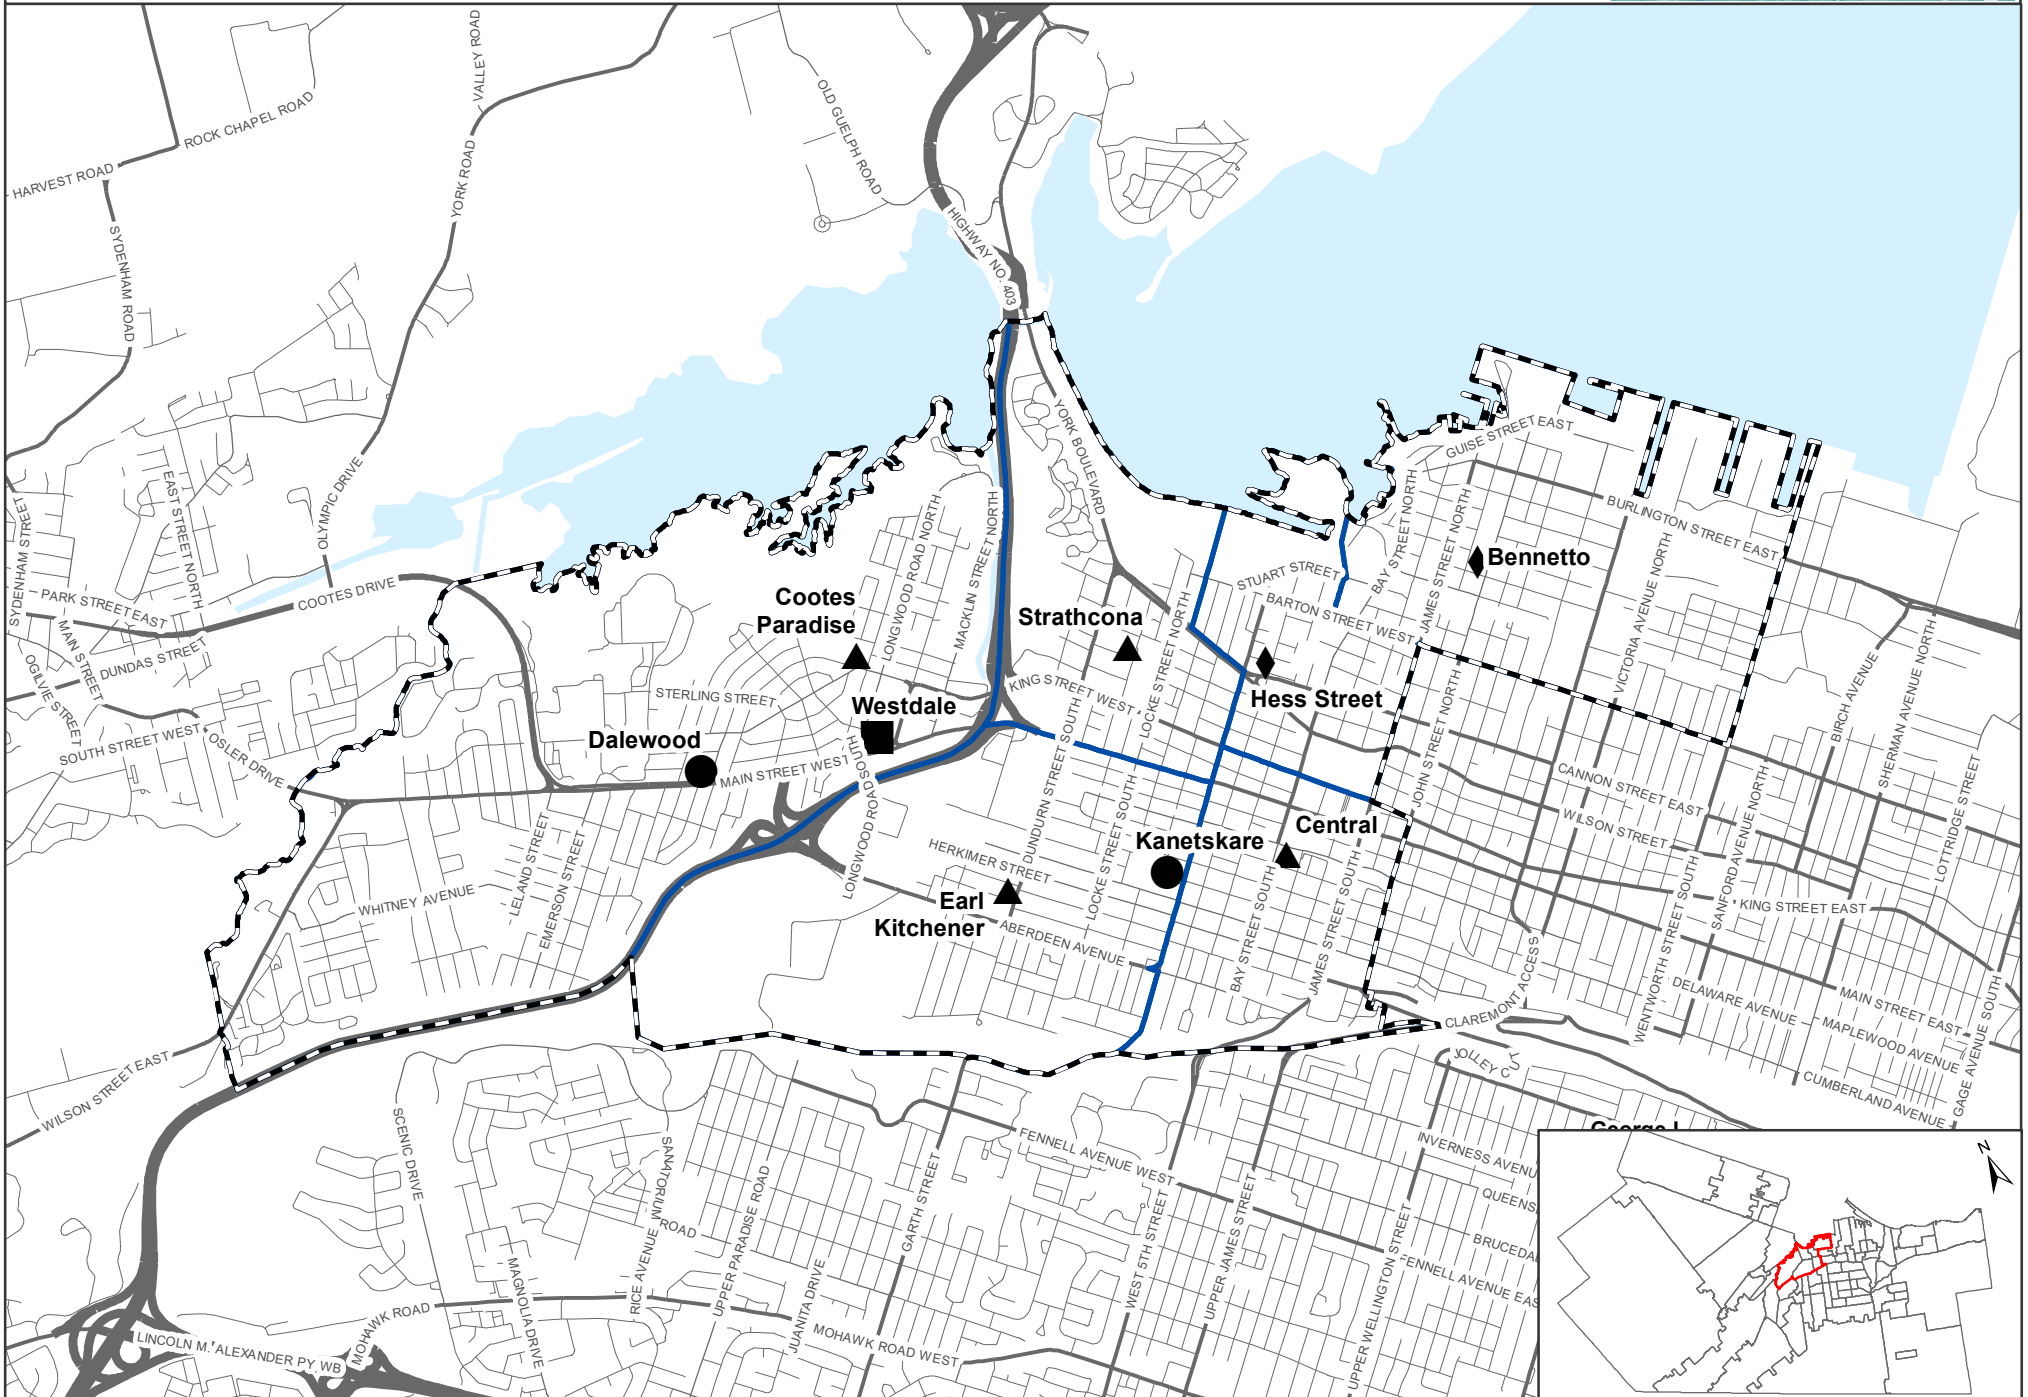 VALLEY ROAD
ROCK CHAPEL ROAD
HARVEST ROAD
YORK ROAD
OLD GUELPH ROAD
SYDENHAM ROAD
HIGHWAY NO. 403
YORK BOULEVARD
GUISE STREET EAST
BURLINGTON STREET EAST
EAST STREET NORTH
OLYMPIC DRIVE
SYDENHAM STREET
LONGWOOD ROAD NORTH
MACKLIN STREET NORTH
BAY STREET NORTH
JAMES STREET NORTH
VICTORIA AVENUE NORTH
Bennetto
COOTES DRIVE
PARK STREET EAST
MAIN STREET
DUNDAS STREET
OGILVIE STREET
SOUTH STREET WEST
OSLER DRIVE
Cootes
Paradise
Strathcona
STUART STREET
BARTON STREET WEST
LOCKE STREET NORTH
KING STREET WEST
STERLING STREET
Westdale
Hess Street
Dalewood
MAIN STREET WEST
LONGWOOD ROAD SOUTH
DUNDURN STREET SOUTH
LOCKE STREET SOUTH
JOHN STREET NORTH
BIRCH AVENUE
SHERMAN AVENUE NORTH
CANNON STREET EAST
WILSON STREET
SANFORD AVENUE NORTH
LOTTRIDGE STREET
Central
Kanetskare
HERKIMER STREET
Earl
Kitchener
ABERDEEN AVENUE
BAY STREET SOUTH
JAMES STREET SOUTH
LELAND STREET
EMERSON STREET
WHITNEY AVENUE
KING STREET EAST
WENTWORTH STREET SOUTH
CLAREMONT ACCESS
DELAWARE AVENUE
MAIN STREET EAST
MAPLEWOOD AVENUE
CUMBERLAND AVENUE
GAGE AVENUE SOUTH
WILSON STREET EAST
SCENIC DRIVE
SANATORIUM ROAD
RICE AVENUE
UPPER PARADISE ROAD
GARTH STREET
FENNELL AVENUE WEST
WEST 5TH STREET
UPPER JAMES STREET
UPPER WELLINGTON STREET
INVERNESS AVENU
QUEENS
BRUCEDA
FENNELL AVENUE EAS
MAGNOLIA DRIVE
JUANITA DRIVE
MOHAWK ROAD
MOHAWK ROAD WEST
LINCOLN M. ALEXANDER PY WB
N